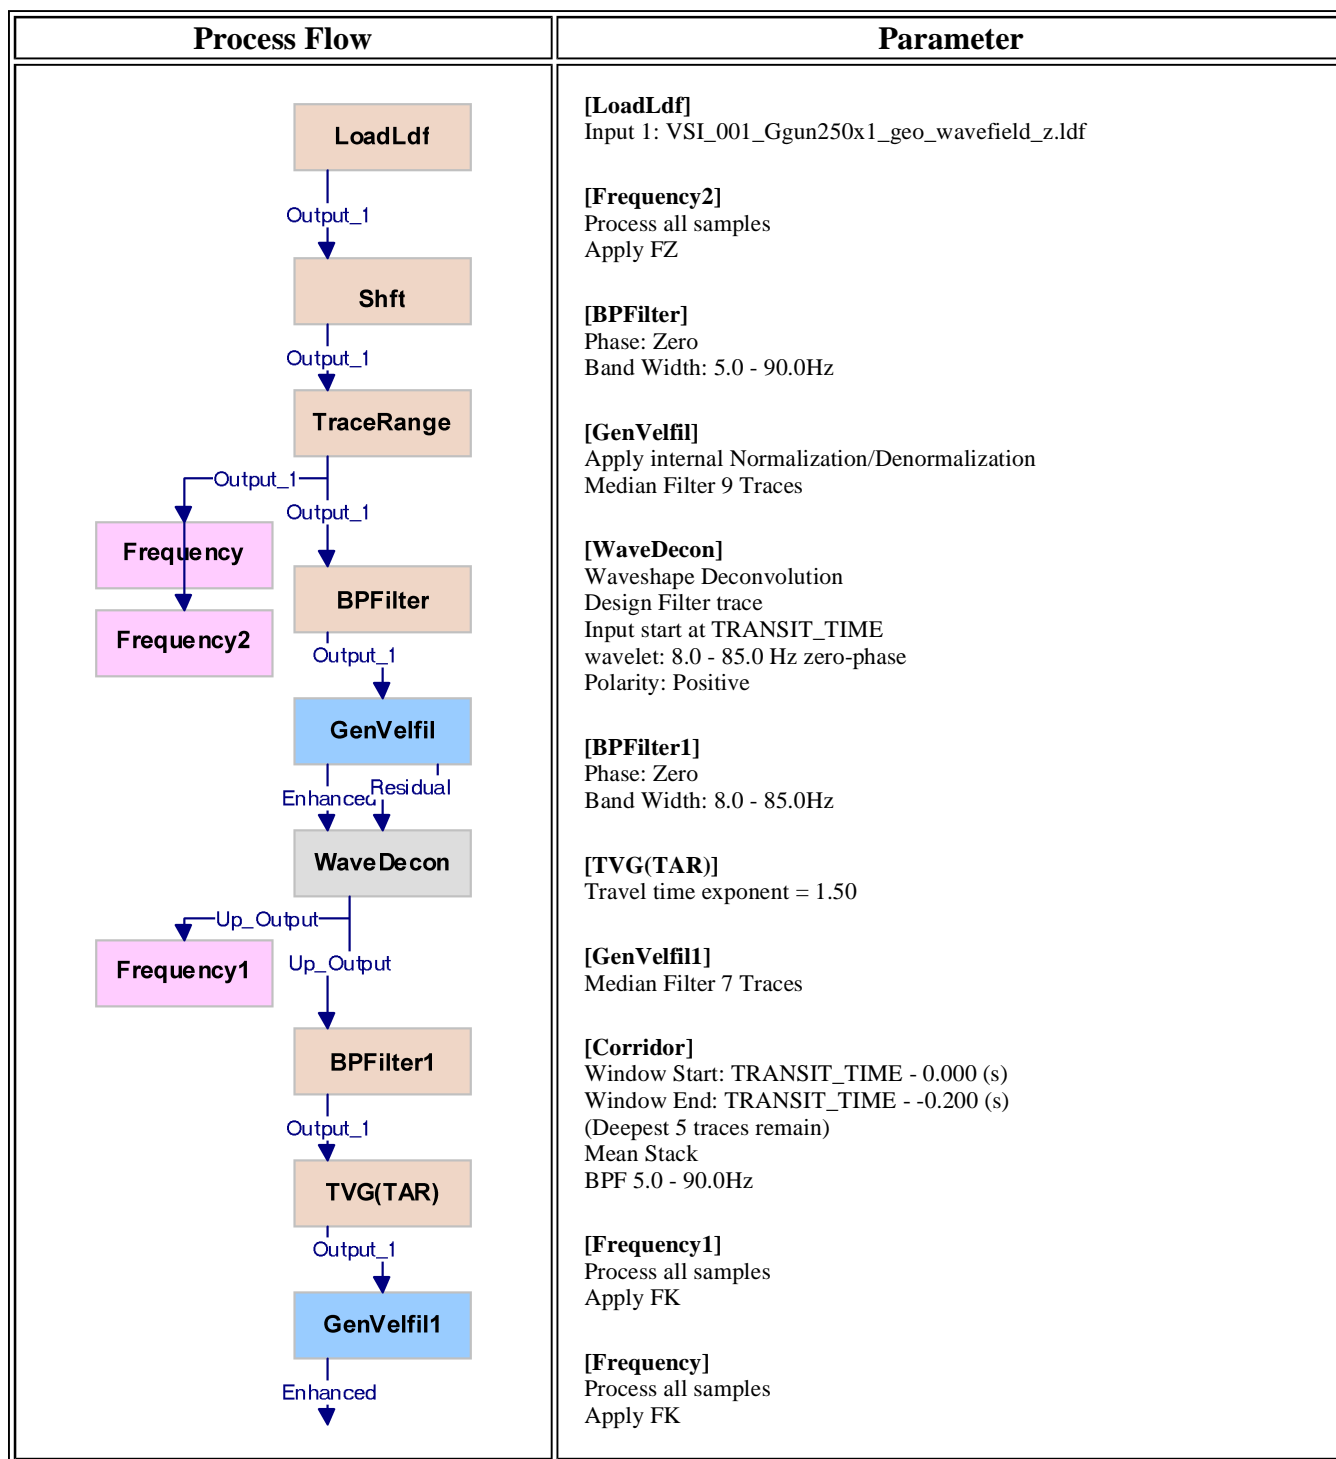 Process Flow
Parameter
LoadLdf
Output_1
Shft
Output_1
TraceRange
Output_1
Output_1
Frequency
Frequency2
BPFilter
Output_1
GenVelfil
Enhanced
Residual
WaveDecon
Up_Output
Frequency1
Up_Output
BPFilter1
Output_1
TVG(TAR)
Output_1
GenVelfil1
Enhanced
[LoadLdf]
Input 1: VSI_001_Ggun250x1_geo_wavefield_z.ldf
[Frequency2]
Process all samples
Apply FZ
[BPFilter]
Phase: Zero
Band Width: 5.0 - 90.0Hz
[GenVelfil]
Apply internal Normalization/Denormalization
Median Filter 9 Traces
[WaveDecon]
Waveshape Deconvolution
Design Filter trace
Input start at TRANSIT_TIME
wavelet: 8.0 - 85.0 Hz zero-phase
Polarity: Positive
[BPFilter1]
Phase: Zero
Band Width: 8.0 - 85.0Hz
[TVG(TAR)]
Travel time exponent = 1.50
[GenVelfil1]
Median Filter 7 Traces
[Corridor]
Window Start: TRANSIT_TIME - 0.000 (s)
Window End: TRANSIT_TIME - -0.200 (s)
(Deepest 5 traces remain)
Mean Stack
BPF 5.0 - 90.0Hz
[Frequency1]
Process all samples
Apply FK
[Frequency]
Process all samples
Apply FK